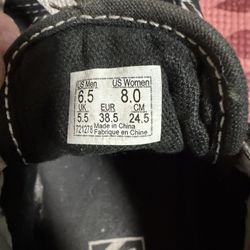 US Men US Women
6.5 8.0
UK EUR CM
5.5 38.5 24.5
721278 Made in China
Fabriqué en Chine